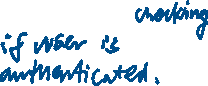 checking
if user is
authenticated.